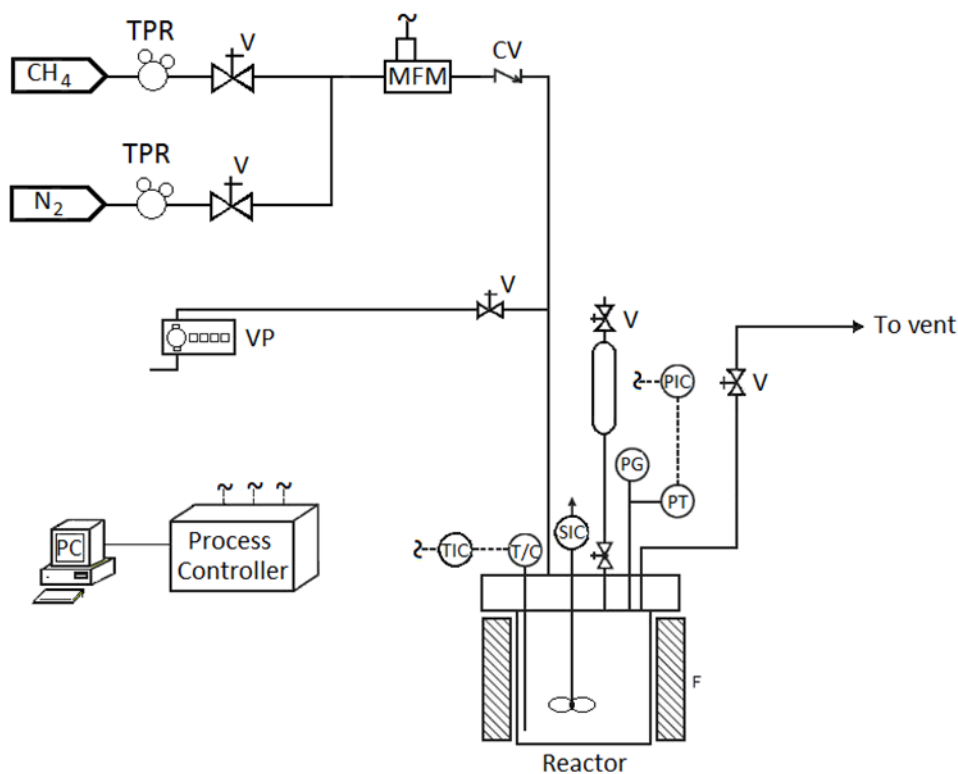 TPR
V
CH4
MFM
CV
TPR
V
N2
V
VP
V
To vent
PIC
V
PG
PT
SIC
TIC
T/C
PC
Process
Controller
F
Reactor